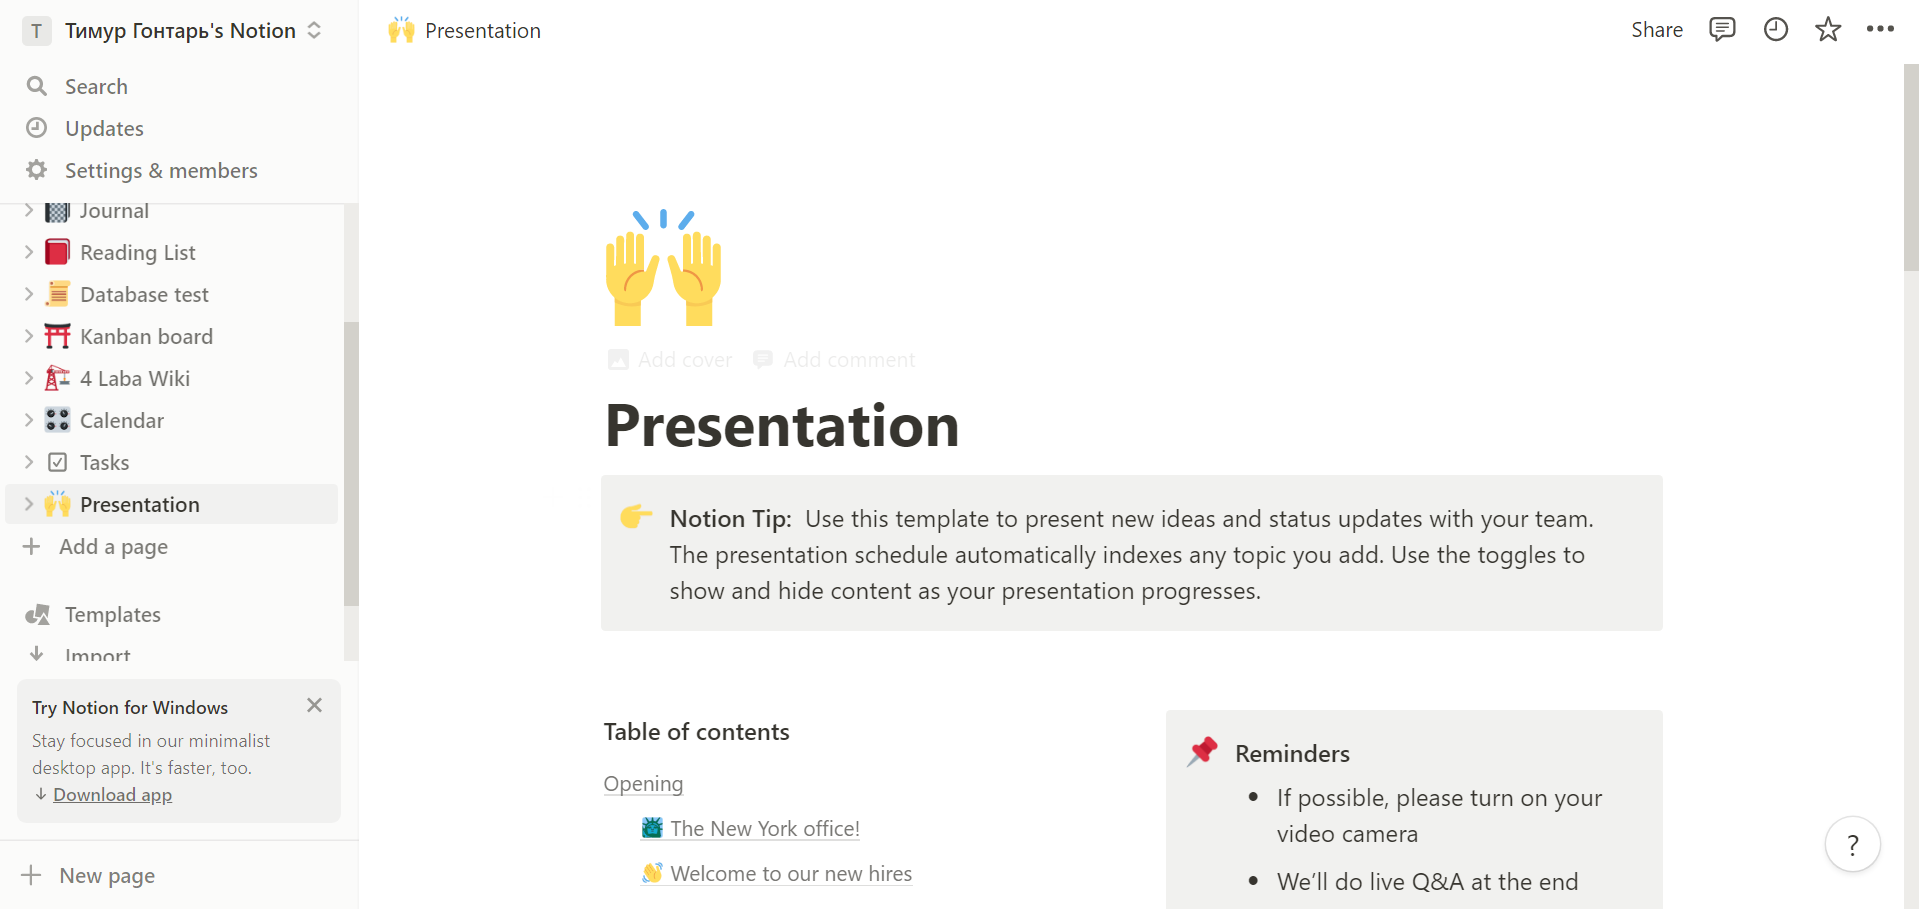 T Тимур Гонтарь's Notion
Search
Updates
Settings & members
Journal
Reading List
Database test
Kanban board
4 Laba Wiki
Calendar
Tasks
Presentation
Add a page
Templates
Import
Try Notion for Windows
Stay focused in our minimalist
desktop app. It's faster, too.
Download app
New page
Presentation
Share
Add cover Add comment
Presentation
Notion Tip: Use this template to present new ideas and status updates with your team.
The presentation schedule automatically indexes any topic you add. Use the toggles to
show and hide content as your presentation progresses.
Table of contents
Opening
The New York office!
Welcome to our new hires
Reminders
• If possible, please turn on your
video camera
• We’ll do live Q&A at the end
?